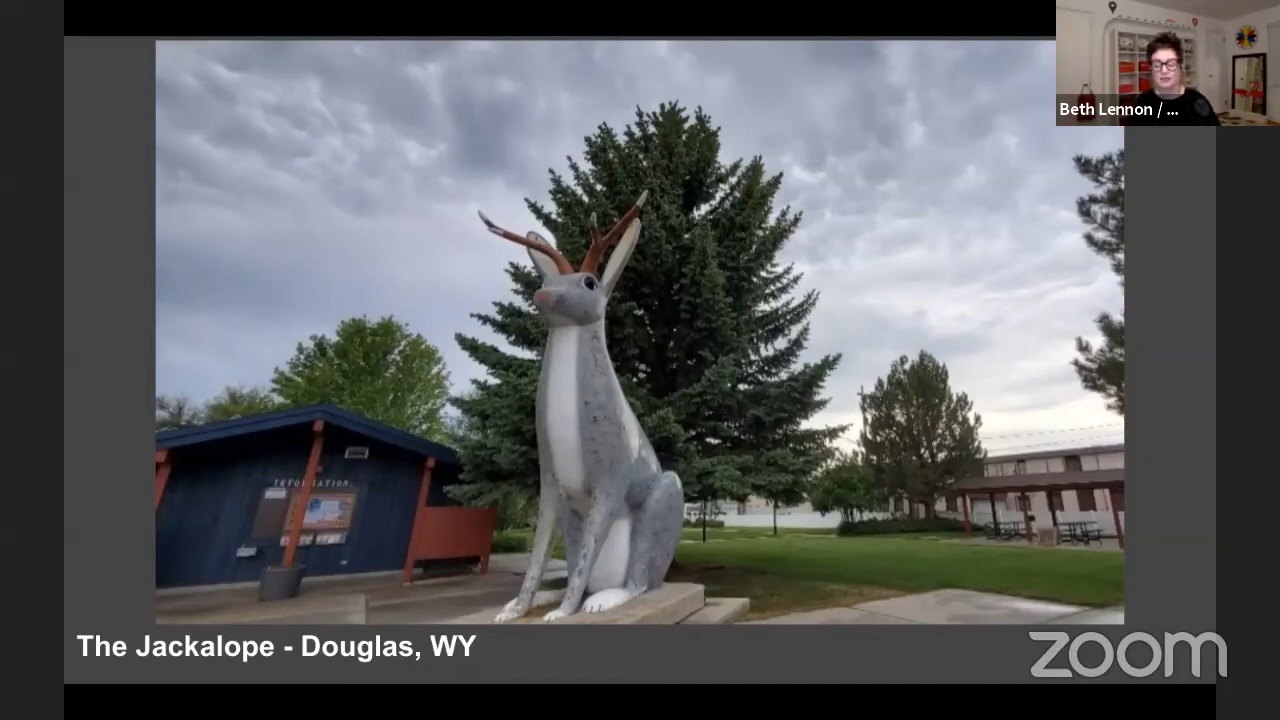 Beth Lennon / ...
INFORMATION
The Jackalope - Douglas, WY
zoom